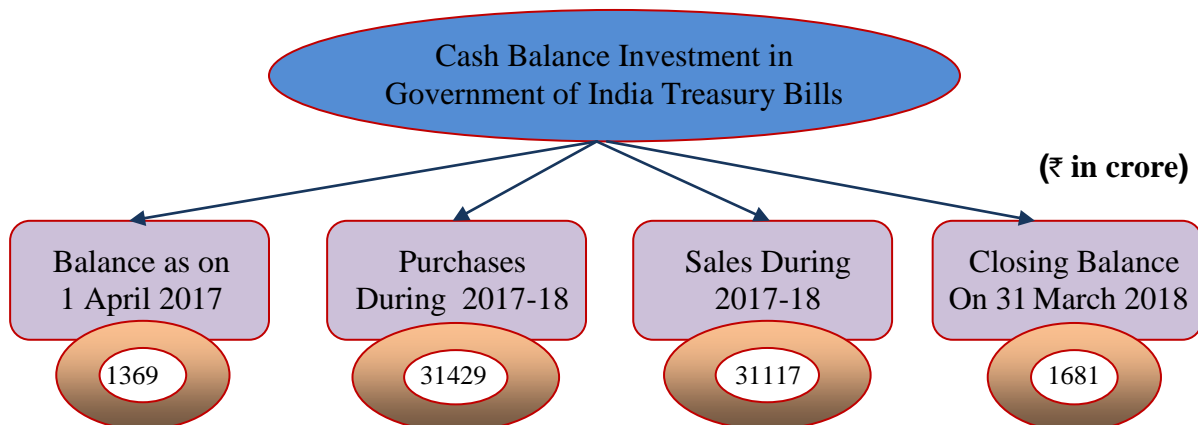 Cash Balance Investment in
Government of India Treasury Bills
(₹ in crore)
Balance as on
1 April 2017
Purchases
During 2017-18
Sales During
2017-18
Closing Balance
On 31 March 2018
1369
31429
31117
1681